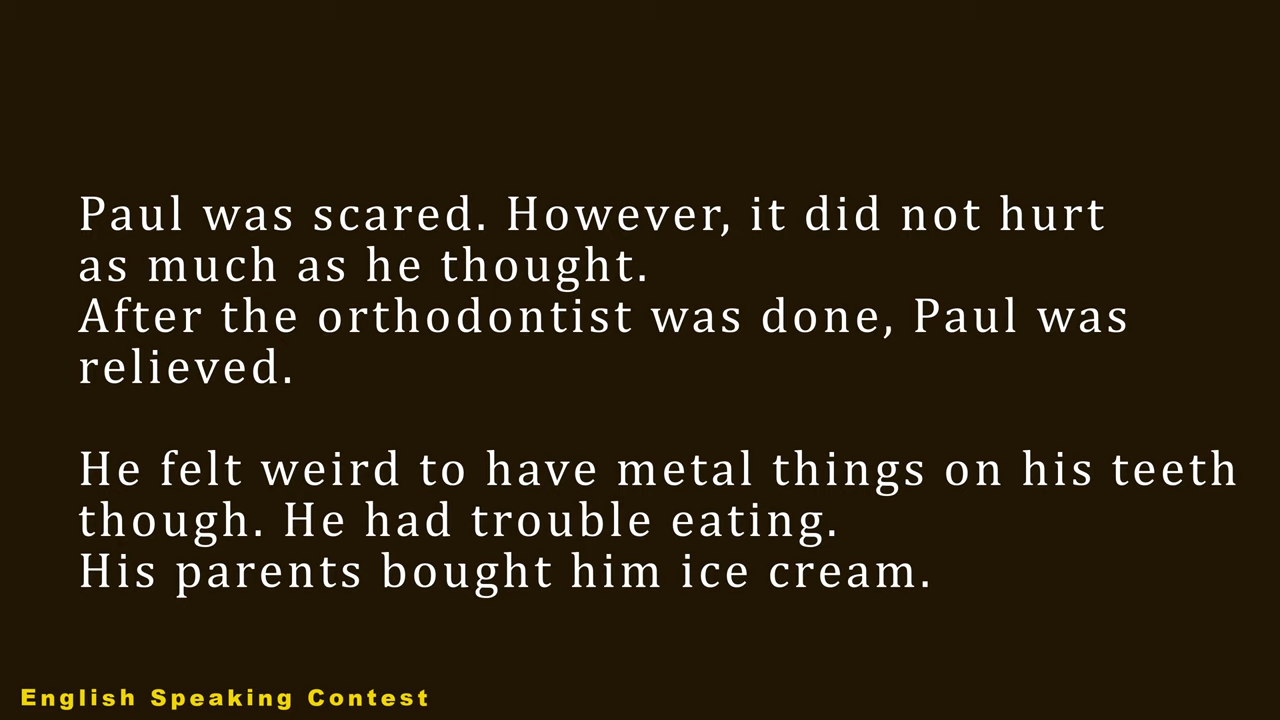 Paul was scared. However, it did not hurt
as much as he thought.
After the orthodontist was done, Paul was
relieved.
He felt weird to have metal things on his teeth
though. He had trouble eating.
His parents bought him ice cream.
English Speaking Contest